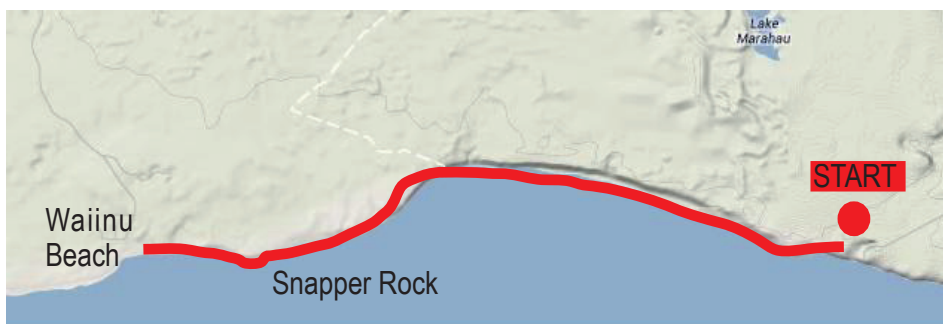 Lake
Marahau
START
Waiinu
Beach
Snapper Rock